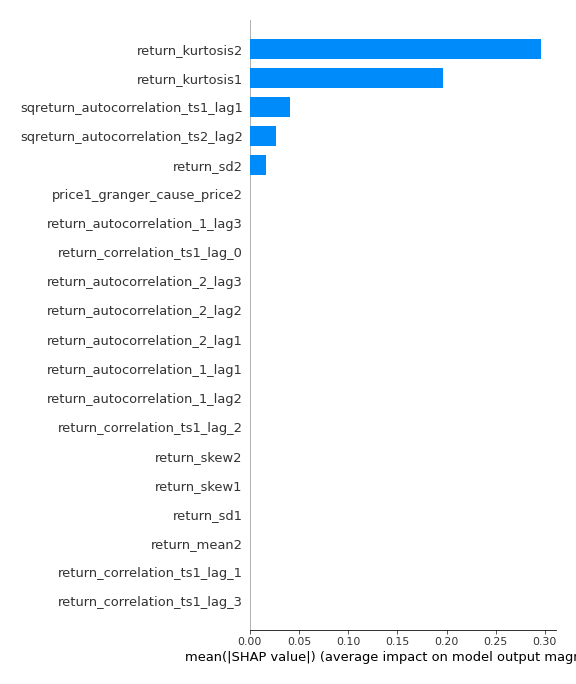 return_kurtosis2
return_kurtosis1
sqreturn_autocorrelation_ts1_lag1
sqreturn_autocorrelation_ts2_lag2
return_sd2
price1_granger_cause_price2
return_autocorrelation_1_lag3
return_correlation_ts1_lag_0
return_autocorrelation_2_lag3
return_autocorrelation_2_lag2
return_autocorrelation_2_lag1
return_autocorrelation_1_lag1
return_autocorrelation_1_lag2
return_correlation_ts1_lag_2
return_skew2
return_skew1
return_sd1
return_mean2
return_correlation_ts1_lag_1
return_correlation_ts1_lag_3
0.00 0.05 0.10 0.15 0.20 0.25 0.30
mean(|SHAP value|) (average impact on model output magn